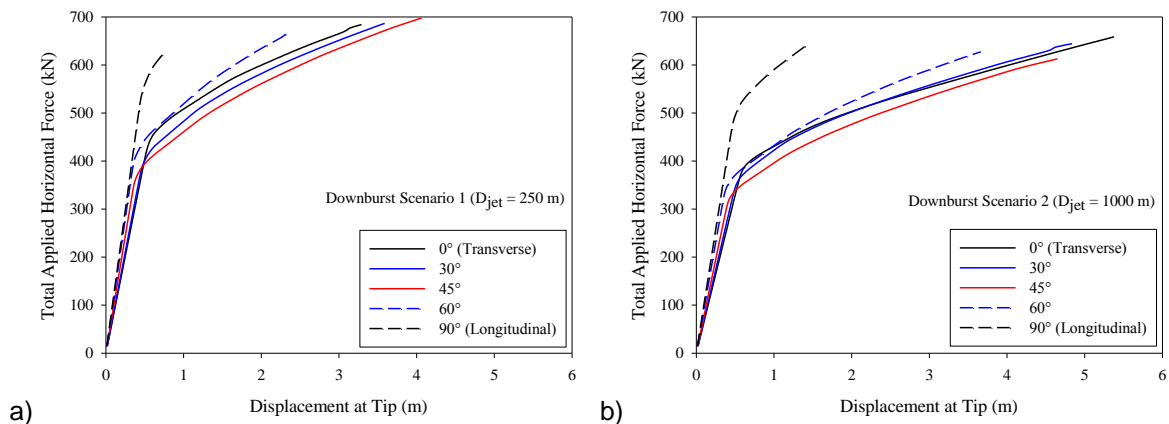 Total Applied Horizontal Force (kN)
700
600
500
400
300
200
100
0
Downburst Scenario 1 (Djet = 250 m)
0° (Transverse)
30°
45°
60°
90° (Longitudinal)
0 1 2 3 4 5 6
Displacement at Tip (m)
a)
Total Applied Horizontal Force (kN)
700
600
500
400
300
200
100
0
Downburst Scenario 2 (Djet = 1000 m)
0° (Transverse)
30°
45°
60°
90° (Longitudinal)
0 1 2 3 4 5 6
Displacement at Tip (m)
b)